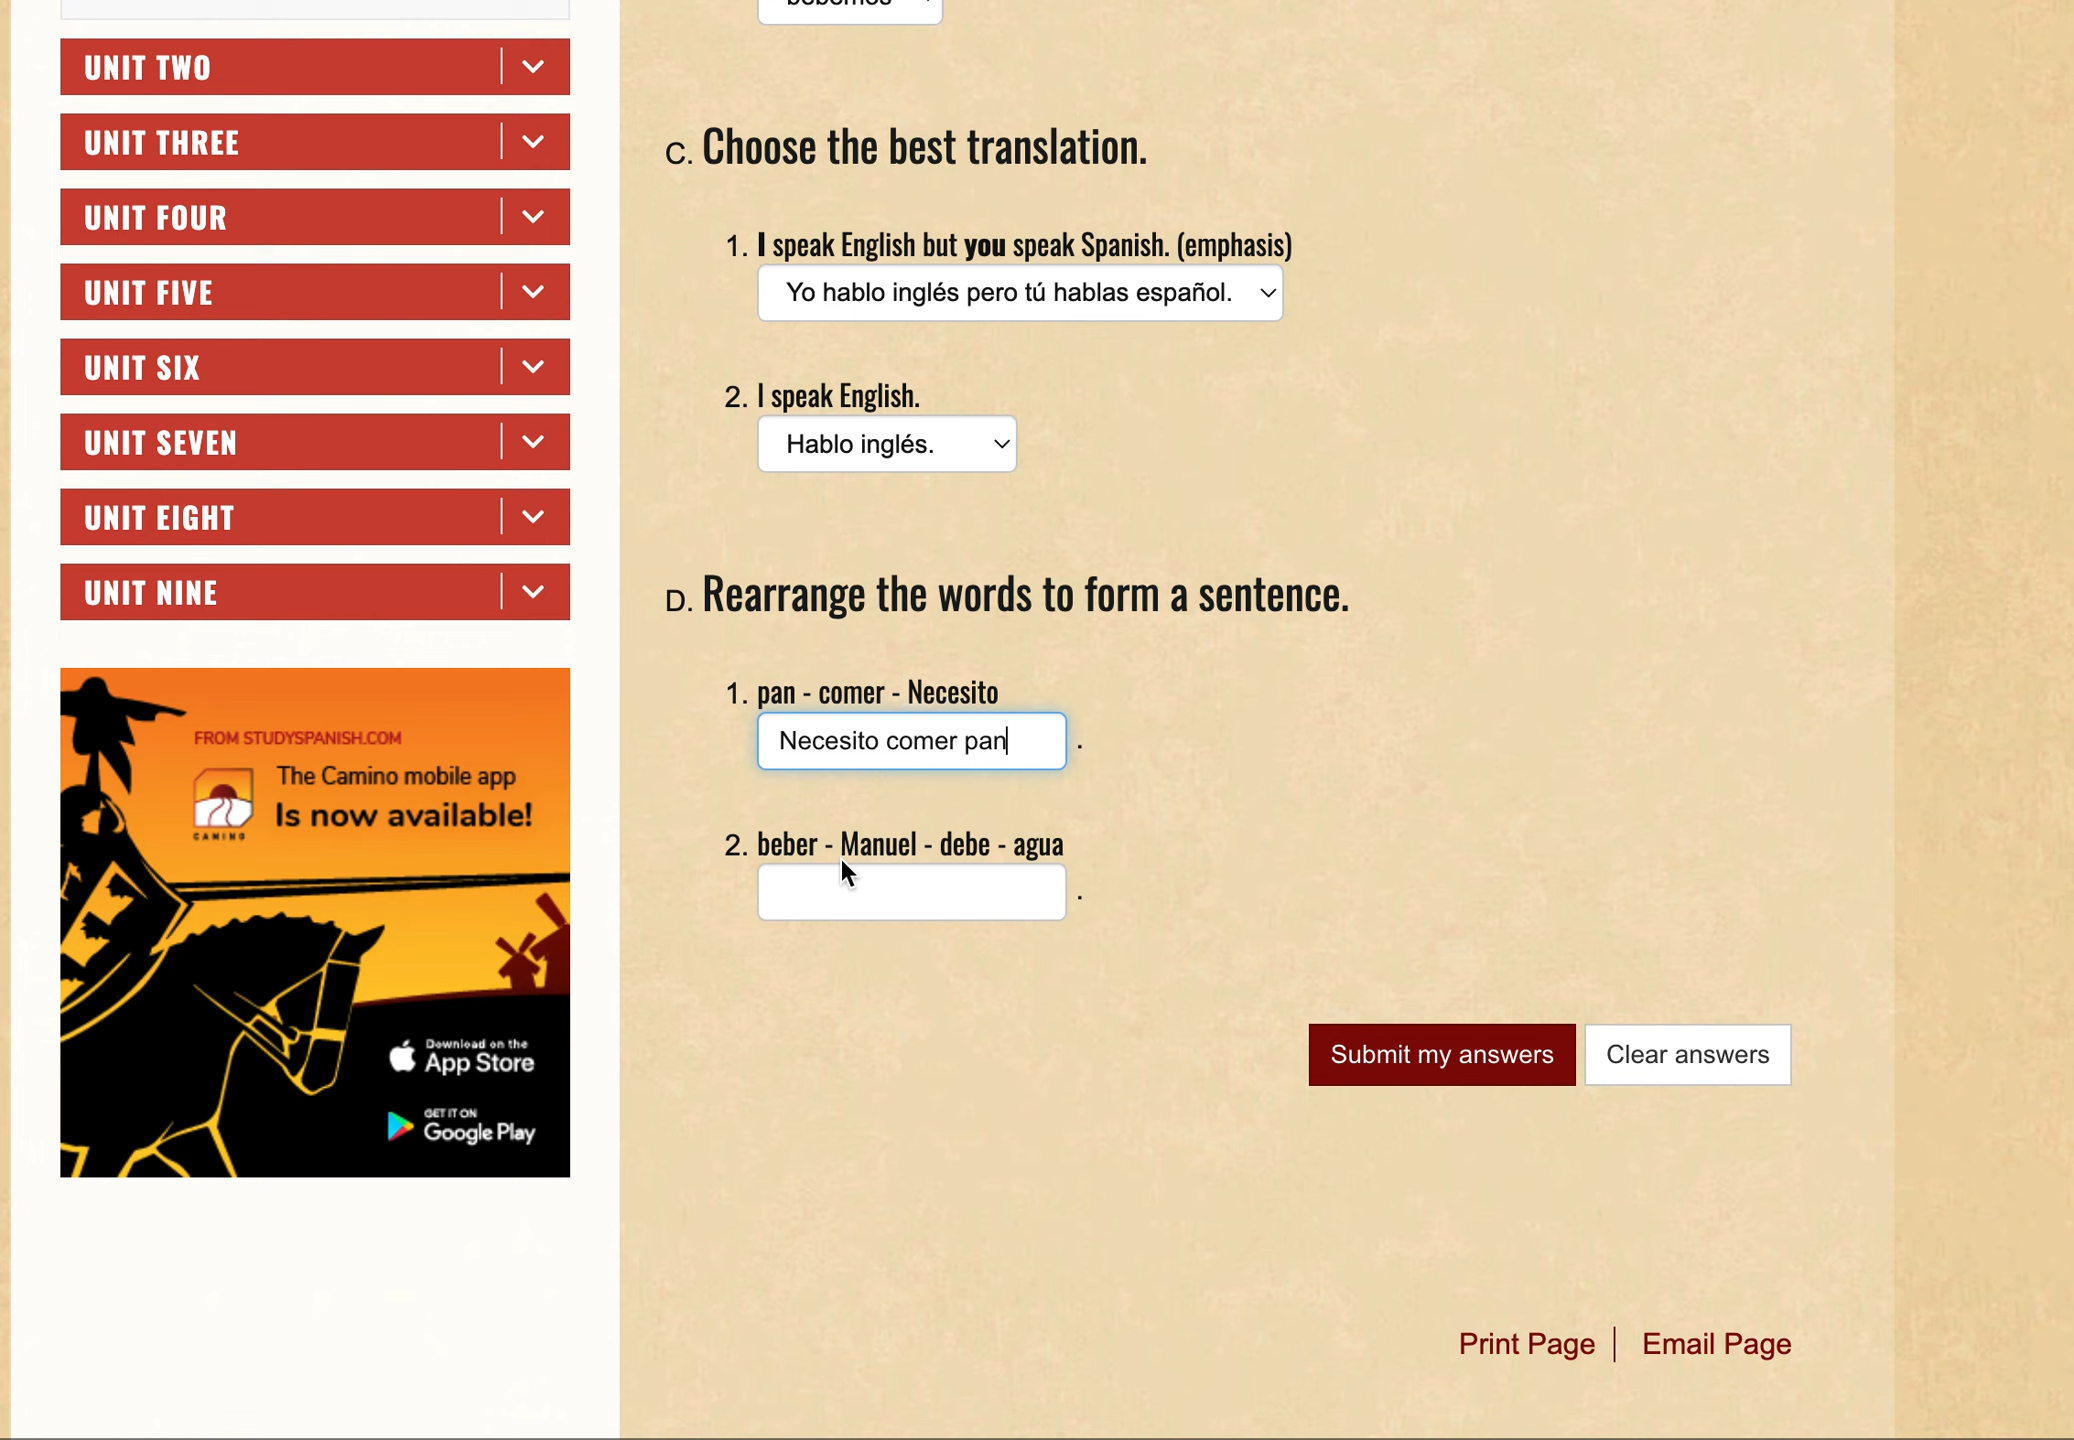 UNIT TWO
UNIT THREE
UNIT FOUR
UNIT FIVE
UNIT SIX
UNIT SEVEN
UNIT EIGHT
UNIT NINE
FROM STUDYSPANISH.COM
The Camino mobile app
Is now available!
CAMINO
Download on the
App Store
GET IT ON
Google Play
bebemos
C. Choose the best translation.
1. I speak English but you speak Spanish. (emphasis)
Yo hablo inglés pero tú hablas español.
2. I speak English.
Hablo inglés.
D. Rearrange the words to form a sentence.
1. pan - comer - Necesito
Necesito comer pan
.
2. beber - Manuel - debe - agua
.
Submit my answers
Clear answers
Print Page | Email Page